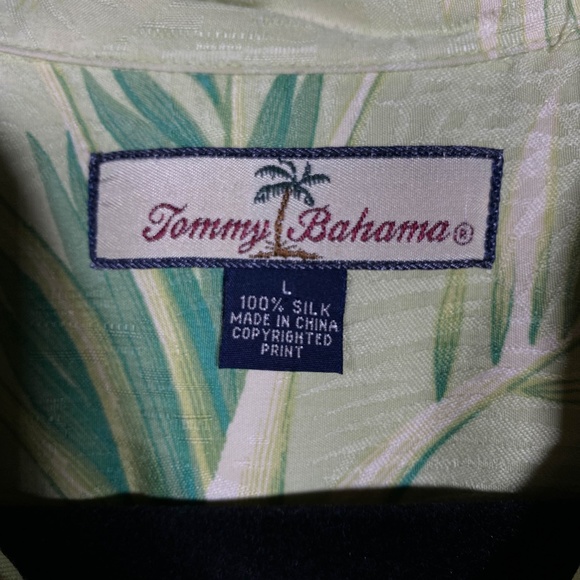 Tommy Bahama®
L
100% SILK
MADE IN CHINA
COPYRIGHTED
PRINT